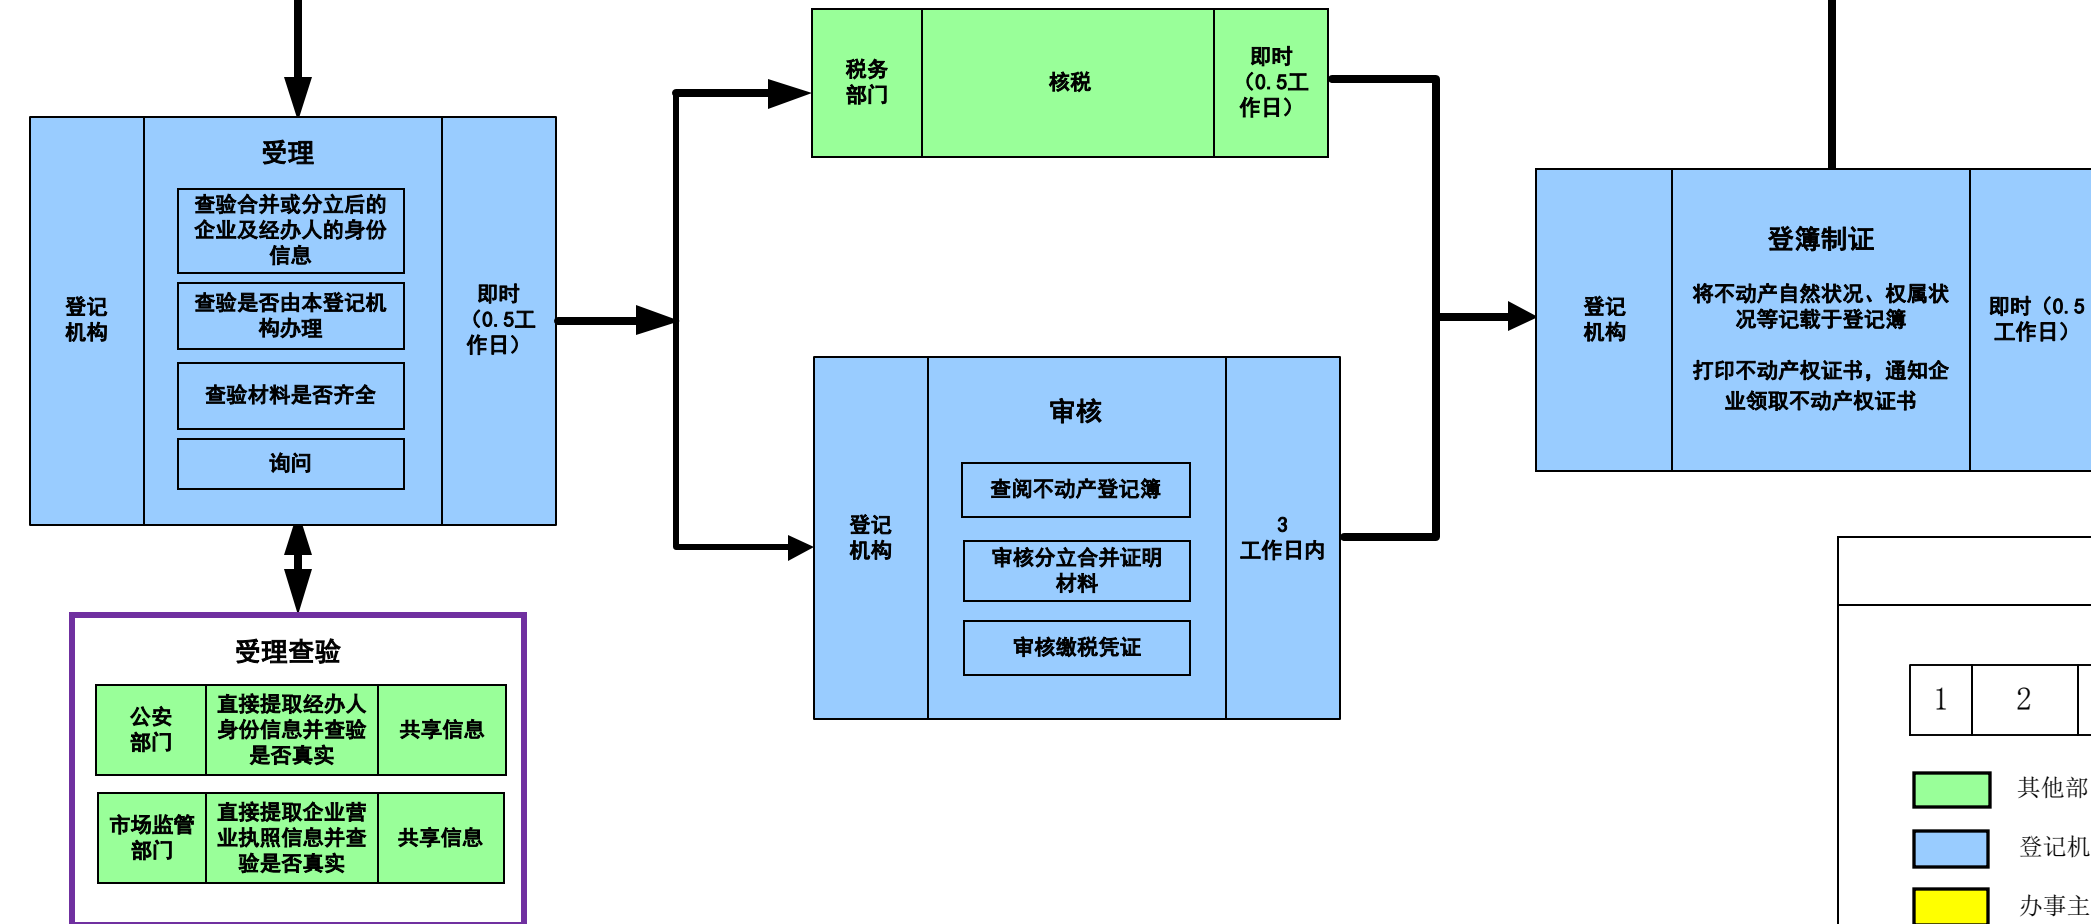 税务
部门
核税
即时
（0.5工
作日）
受理
查验合并或分立后的
企业及经办人的身份
信息
查验是否由本登记机
构办理
查验材料是否齐全
询问
登记
机构
即时
（0.5工
作日）
登簿制证
将不动产自然状况、权属状
况等记载于登记簿
打印不动产权证书，通知企
业领取不动产权证书
登记
机构
即时（0.5
工作日）
审核
查阅不动产登记簿
审核分立合并证明
材料
审核缴税凭证
登记
机构
3
工作日内
受理查验
公安
部门
直接提取经办人
身份信息并查验
是否真实
共享信息
市场监管
部门
直接提取企业营
业执照信息并查
验是否真实
共享信息
1
2
其他部
登记机
办事主